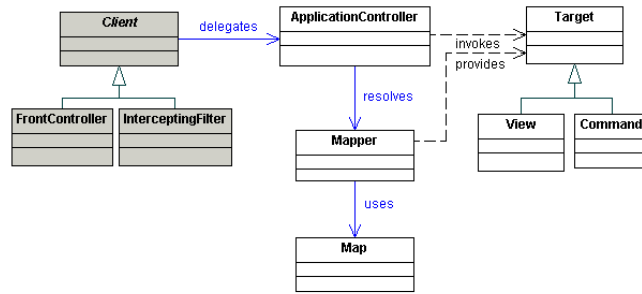 Client
delegates
ApplicationController
Target
invokes
provides
resolves
FrontController
InterceptingFilter
Mapper
View
Command
uses
Map